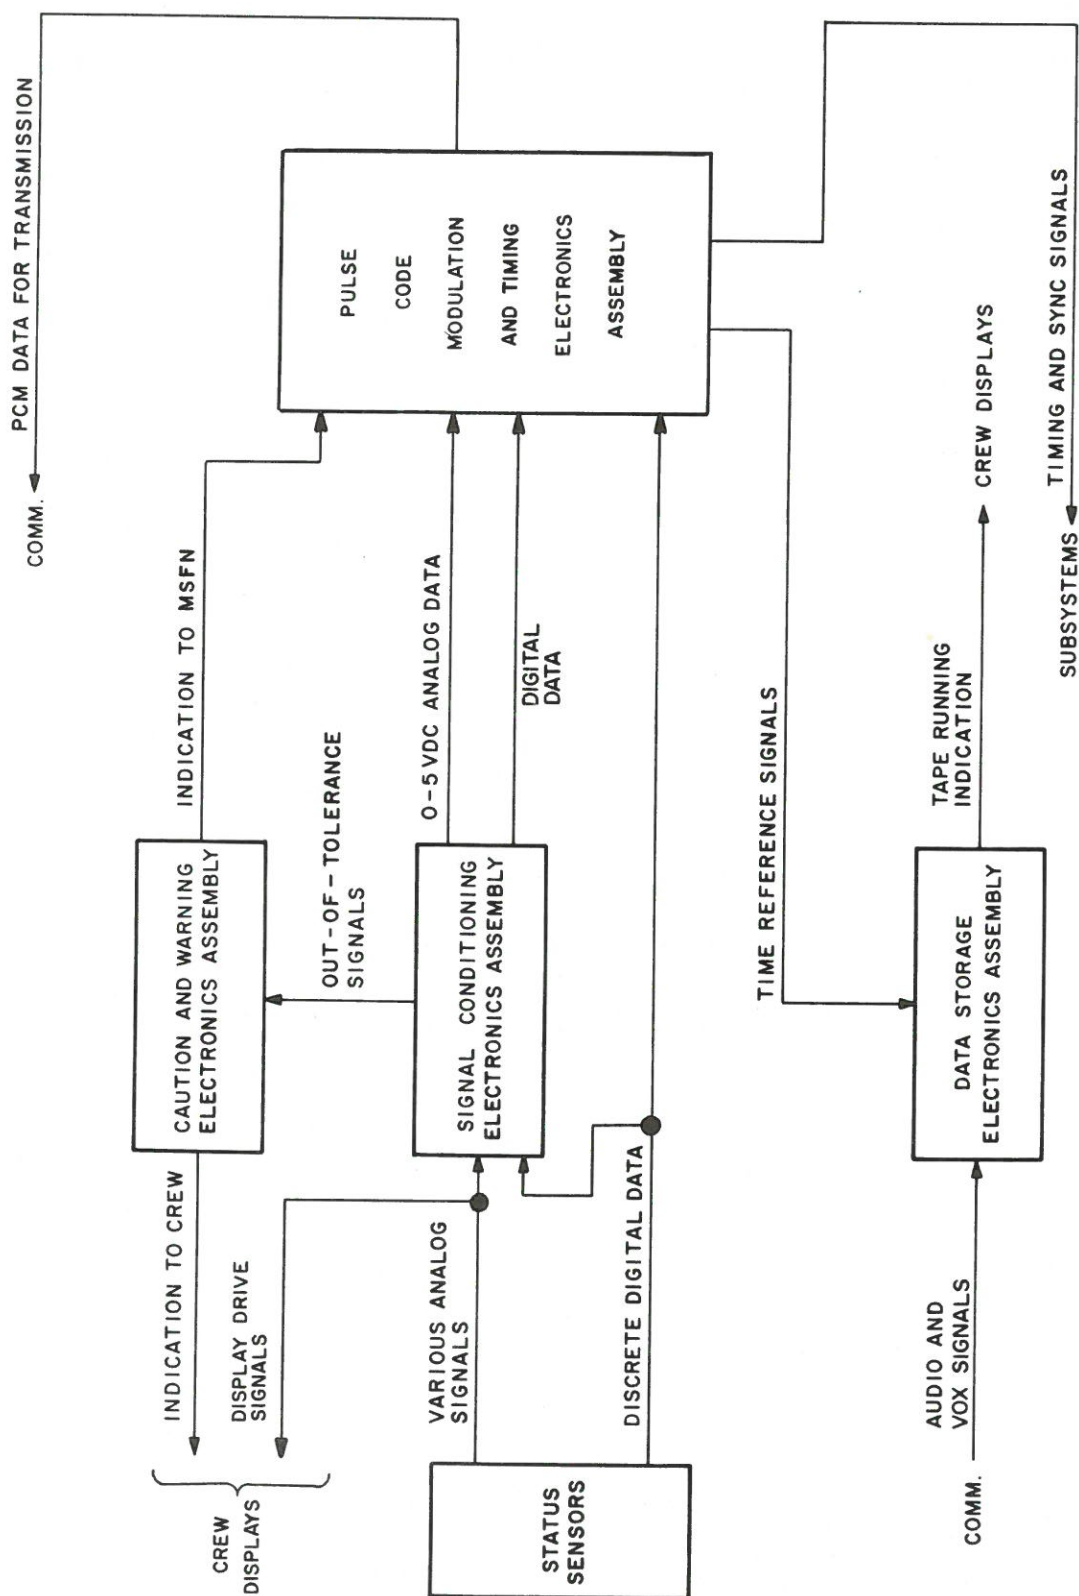 COMM.
PCM DATA FOR TRANSMISSION
INDICATION TO CREW
CAUTION AND WARNING
ELECTRONICS ASSEMBLY
INDICATION TO MSFN
CREW
DISPLAYS
DISPLAY DRIVE
SIGNALS
OUT-OF-TOLERANCE
SIGNALS
PULSE
CODE
MODULATION
AND TIMING
ELECTRONICS
ASSEMBLY
VARIOUS ANALOG
SIGNALS
SIGNAL CONDITIONING
ELECTRONICS ASSEMBLY
0-5VDC ANALOG DATA
DIGITAL
DATA
STATUS
SENSORS
DISCRETE DIGITAL DATA
TIME REFERENCE SIGNALS
COMM.
AUDIO AND
VOX SIGNALS
DATA STORAGE
ELECTRONICS ASSEMBLY
TAPE RUNNING
INDICATION
CREW DISPLAYS
SUBSYSTEMS
TIMING AND SYNC SIGNALS